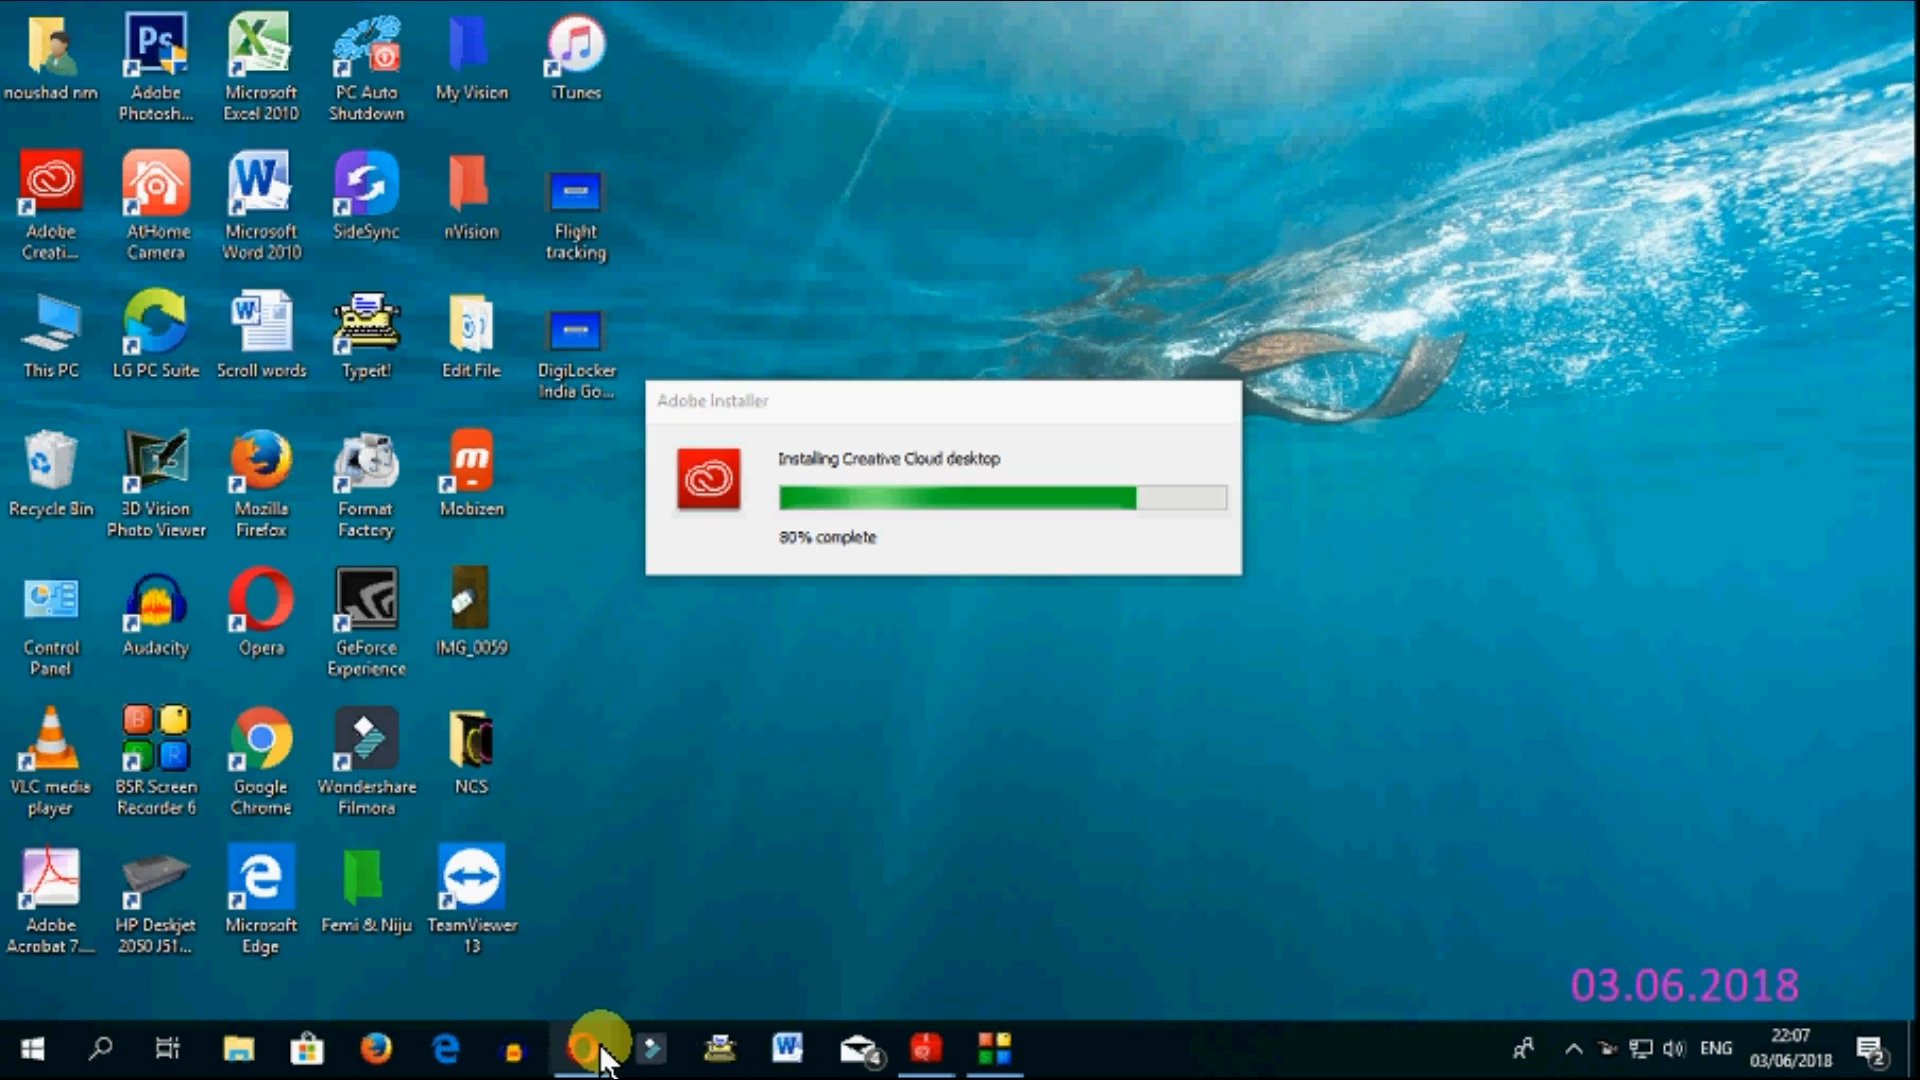 noushad nm
Adobe
Photosh...
Microsoft
Excel 2010
PC Auto
Shutdown
My Vision
iTunes
Adobe
Creati...
AtHome
Camera
Microsoft
Word 2010
SideSync
nVision
Flight
tracking
This PC
LG PC Suite
Scroll words
Typeit!
Edit File
DigiLocker
India Go...
Adobe Installer
Installing Creative Cloud desktop
80% complete
Recycle Bin
3D Vision
Photo Viewer
Mozilla
Firefox
Format
Factory
Mobizen
Control
Panel
Audacity
Opera
GeForce
Experience
IMG_0059
VLC media
player
BSR Screen
Recorder 6
Google
Chrome
Wondershare
Filmora
NCS
Adobe
Acrobat 7....
HP Deskjet
2050 J51...
Microsoft
Edge
Femi & Niju
TeamViewer
13
03.06.2018
4
ENG
22:07
03/06/2018
2